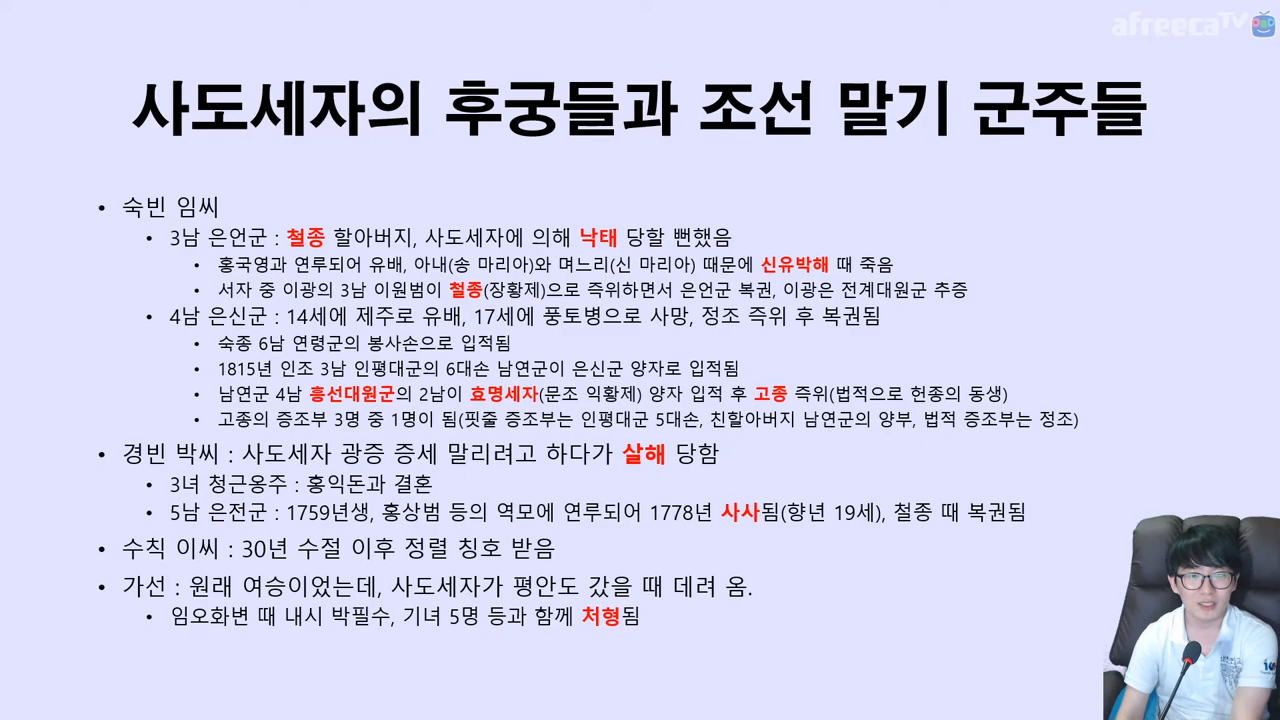 afreecaTV
사도세자의 후궁들과 조선 말기 군주들
• 숙빈 임씨
• 3남 은언군 : 철종 할아버지, 사도세자에 의해 낙태 당할 뻔했음
• 홍국영과 연루되어 유배, 아내(송 마리아)와 며느리(신 마리아) 때문에 신유박해 때 죽음
• 서자 중 이광의 3남 이원범이 철종(장황제)으로 즉위하면서 은언군 복권, 이광은 전계대원군 추증
• 4남 은신군 : 14세에 제주로 유배, 17세에 풍토병으로 사망, 정조 즉위 후 복권됨
• 숙종 6남 연령군의 봉사손으로 입적됨
• 1815년 인조 3남 인평대군의 6대손 남연군이 은신군 양자로 입적됨
• 남연군 4남 흥선대원군의 2남이 효명세자(문조 익황제) 양자 입적 후 고종 즉위(법적으로 헌종의 동생)
• 고종의 증조부 3명 중 1명이 됨(핏줄 증조부는 인평대군 5대손, 친할아버지 남연군의 양부, 법적 증조부는 정조)
• 경빈 박씨 : 사도세자 광증 증세 말리려고 하다가 살해 당함
• 3녀 청근옹주 : 홍익돈과 결혼
• 5남 은전군 : 1759년생, 홍상범 등의 역모에 연루되어 1778년 사사됨(향년 19세), 철종 때 복권됨
• 수칙 이씨 : 30년 수절 이후 정렬 칭호 받음
• 가선 : 원래 여승이었는데, 사도세자가 평안도 갔을 때 데려 옴.
• 임오화변 때 내시 박필수, 기녀 5명 등과 함께 처형됨